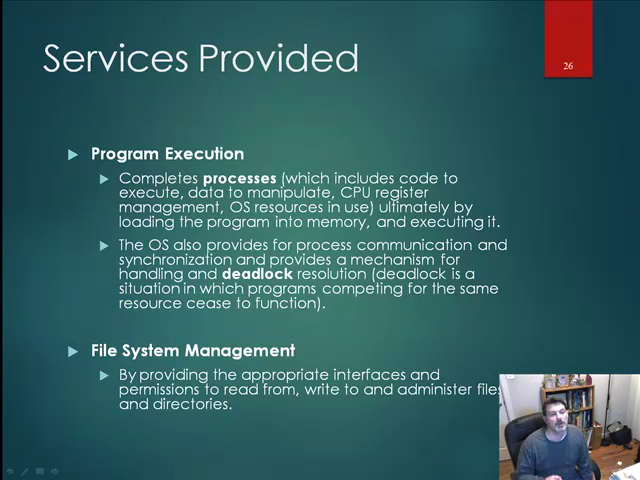 Services Provided
26
Program Execution
Completes processes (which includes code to
execute, data to manipulate, CPU register
management, OS resources in use) ultimately by
loading the program into memory, and executing it.
The OS also provides for process communication and
synchronization and provides a mechanism for
handling and deadlock resolution (deadlock is a
situation in which programs competing for the same
resource cease to function).
File System Management
By providing the appropriate interfaces and
permissions to read from, write to and administer files
and directories.